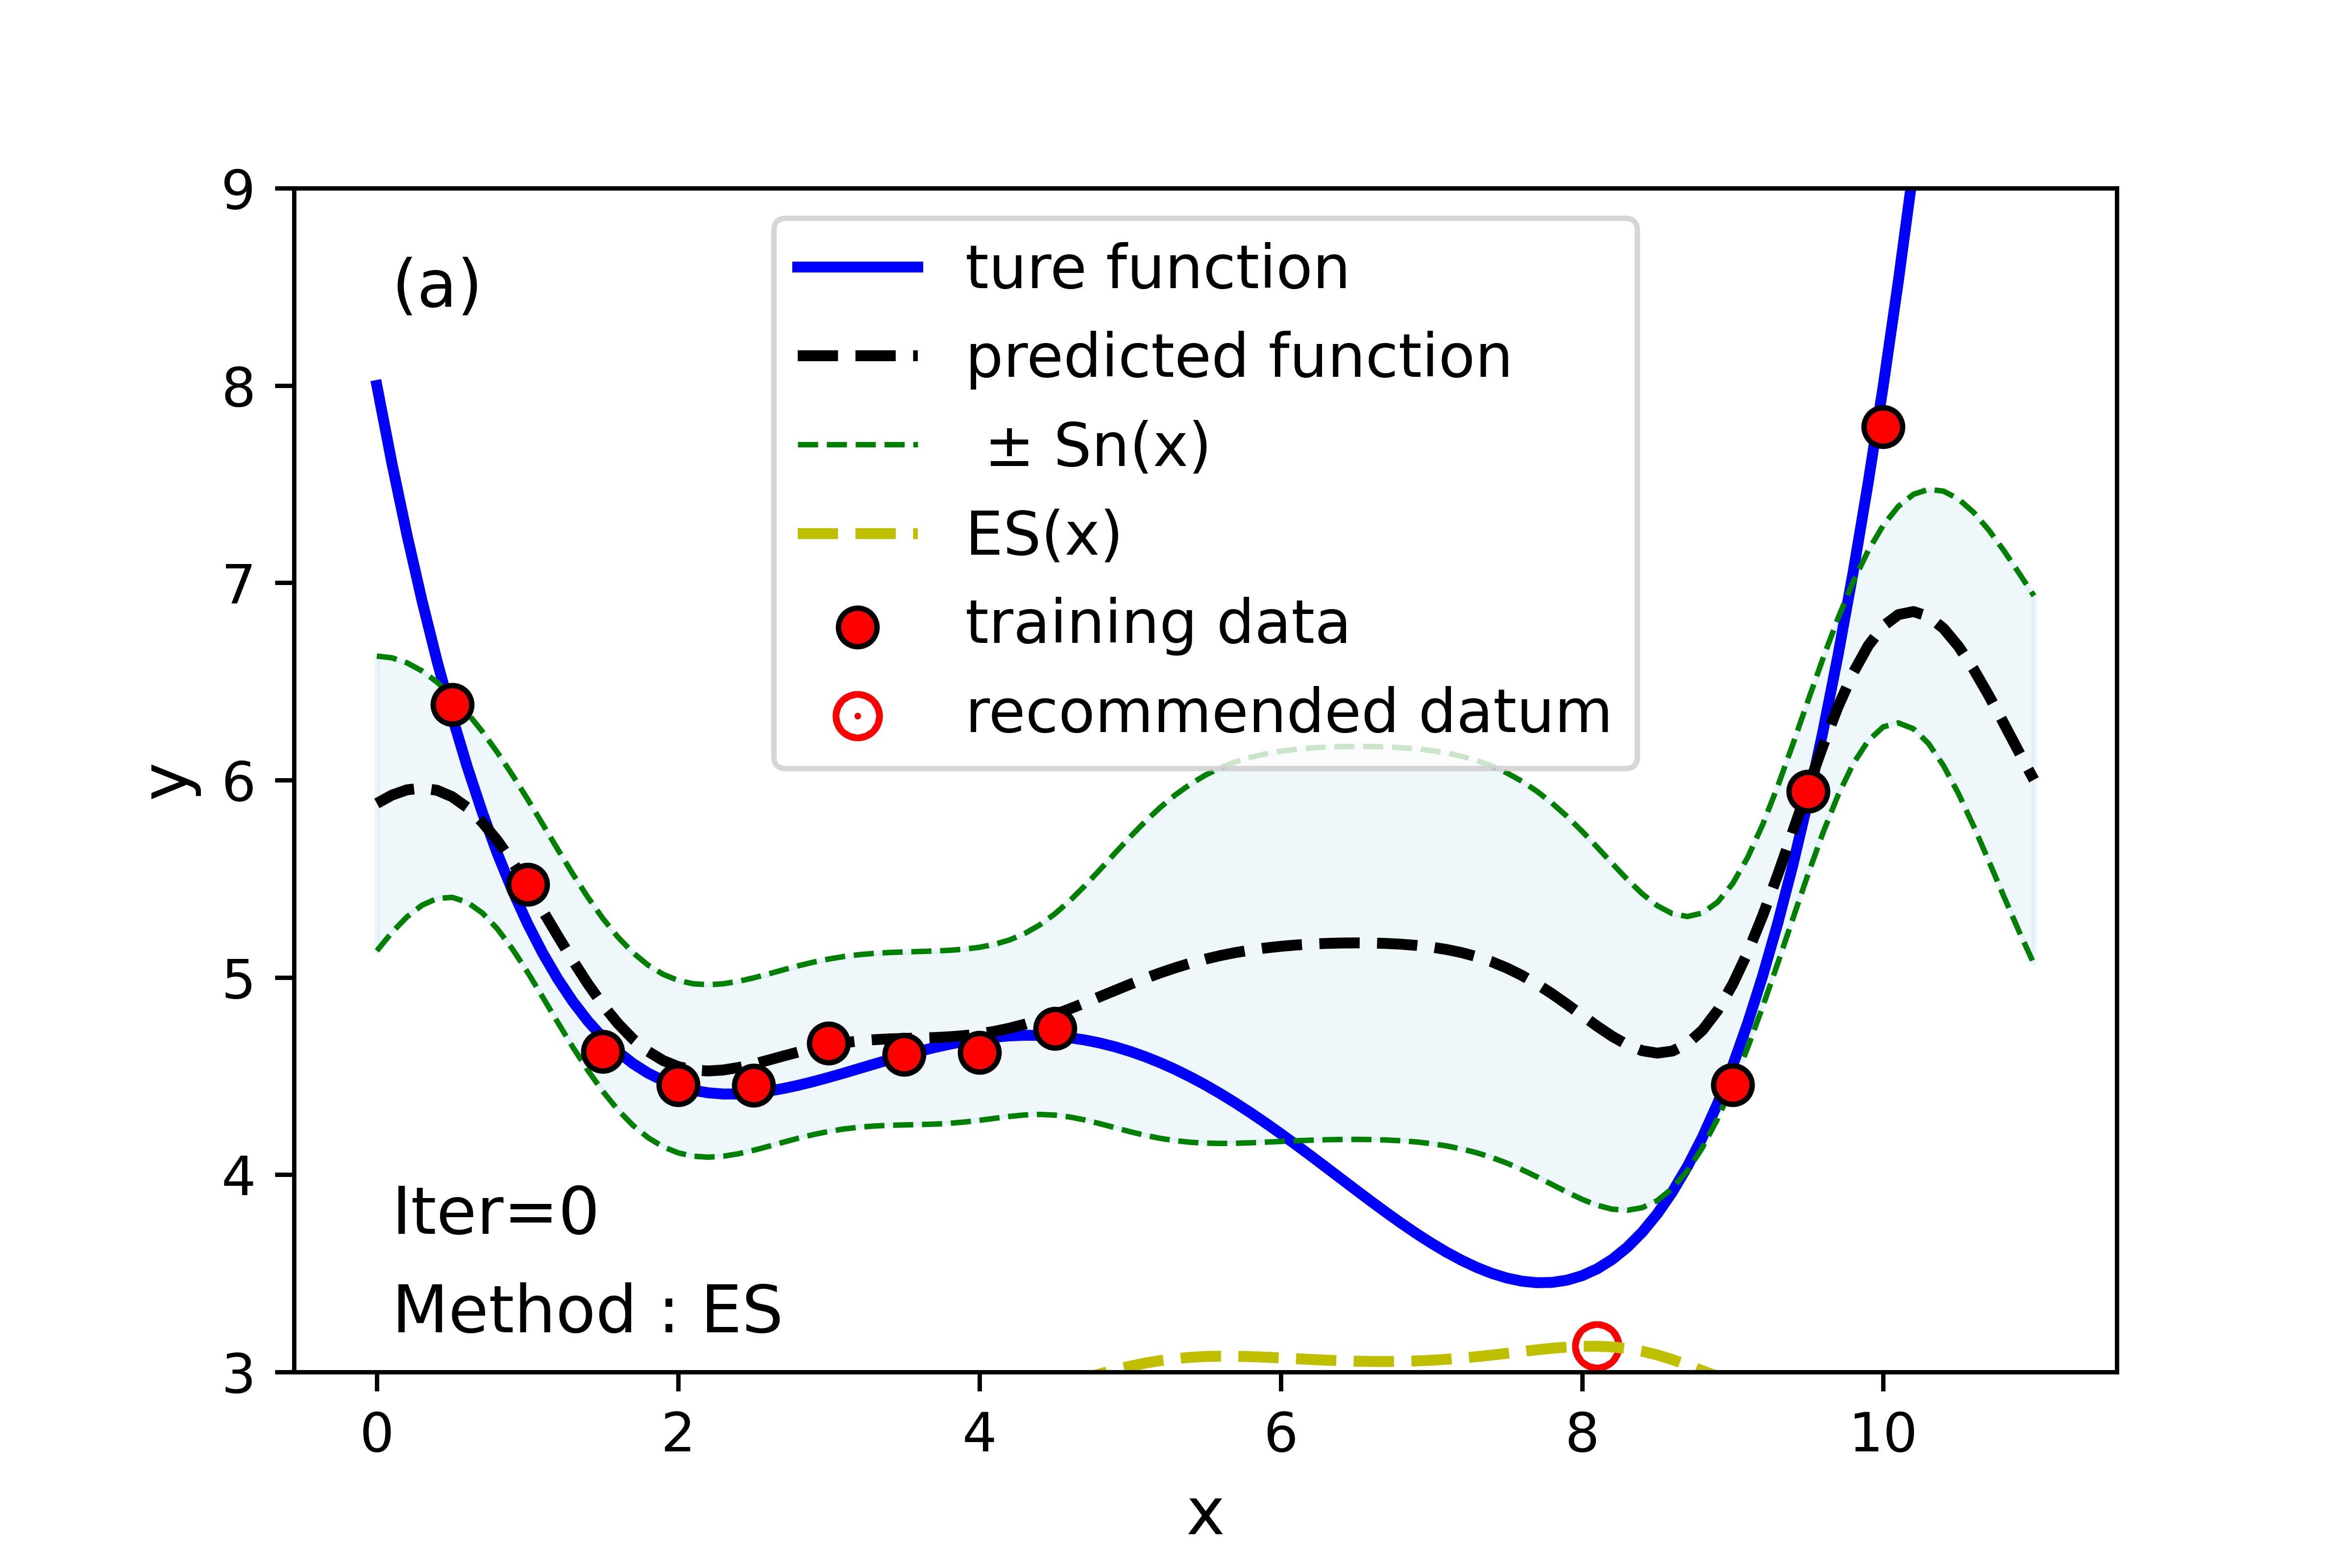 (a)
ture function
predicted function
± Sn(x)
ES(x)
training data
recommended datum
Iter=0
Method : ES
y
9
8
7
6
5
4
3
0 2 4 6 8 10
x